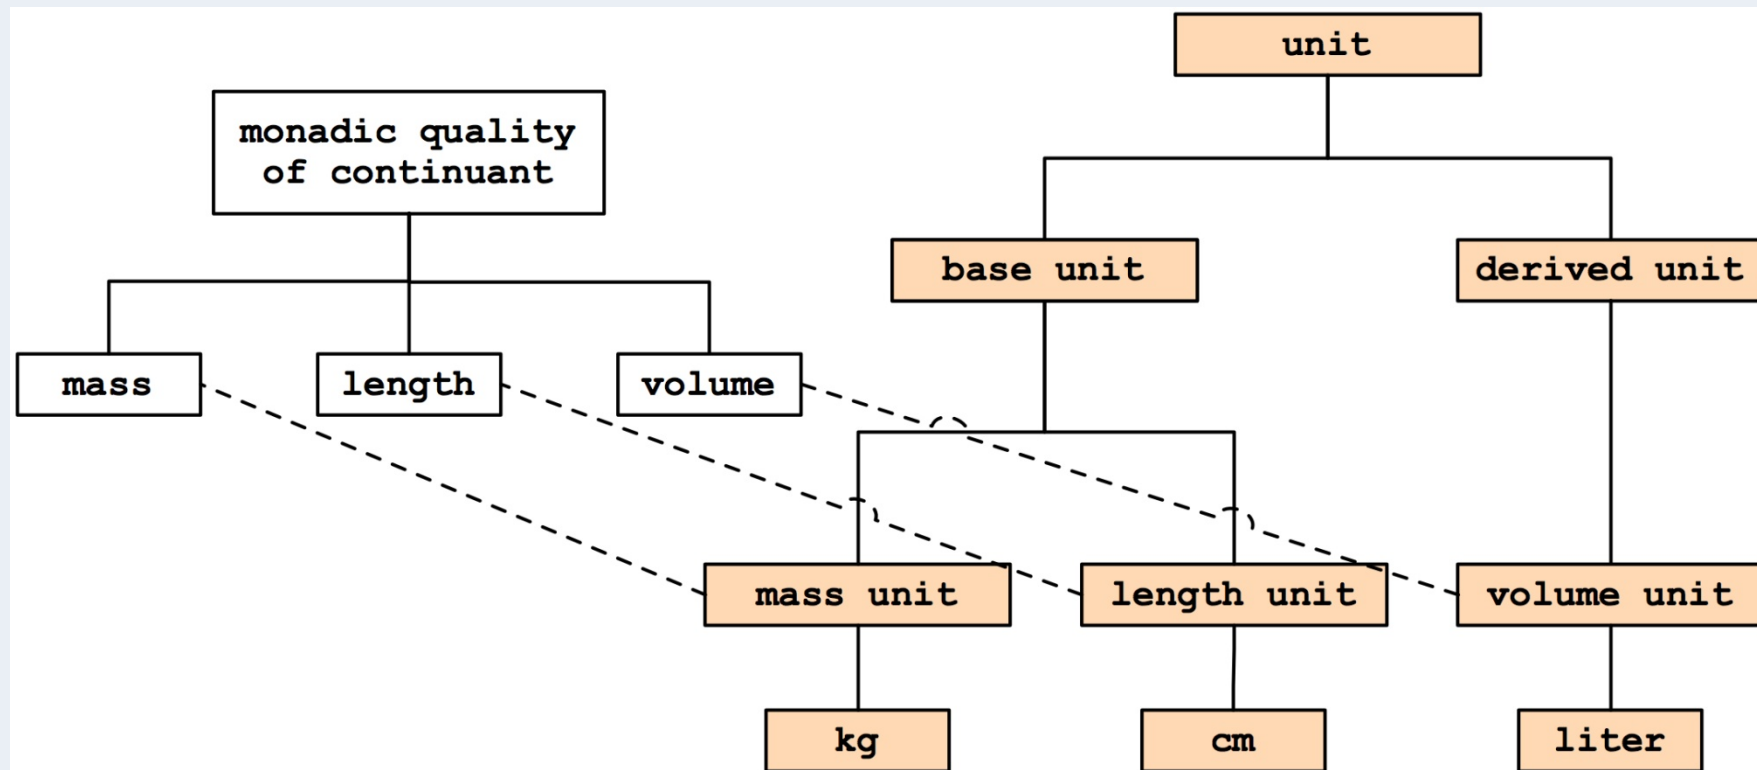 unit
monadic quality
of continuant
base unit
derived unit
mass
length
volume
mass unit
length unit
volume unit
kg
cm
liter